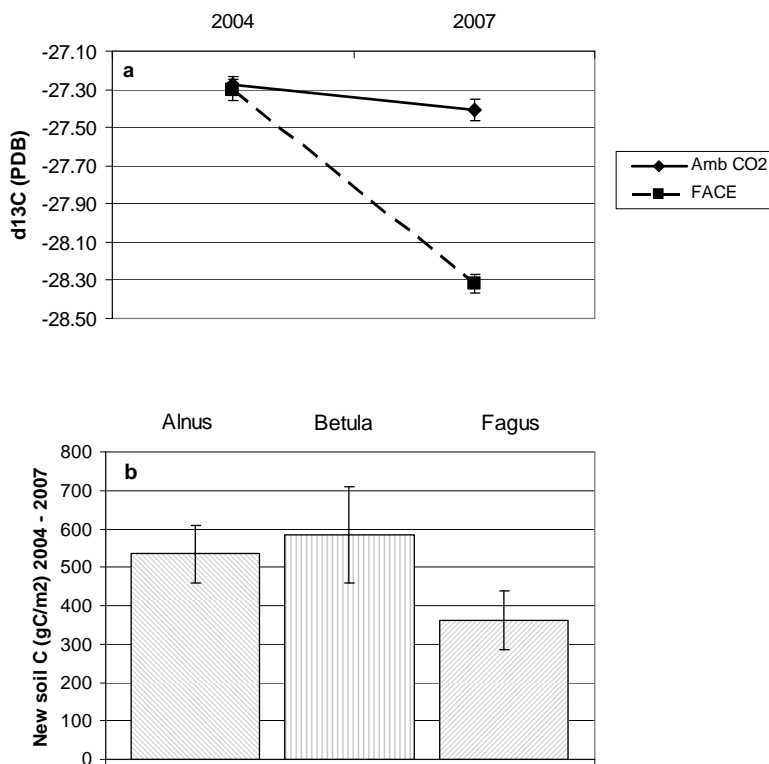 2004 2007
-27.10
a
-27.30
-27.50
-27.70
-27.90
-28.10
-28.30
-28.50
d13C (PDB)
Amb CO2
FACE
Alnus Betula Fagus
800
b
700
600
500
400
300
200
100
0
New soil C (gC/m2) 2004 - 2007